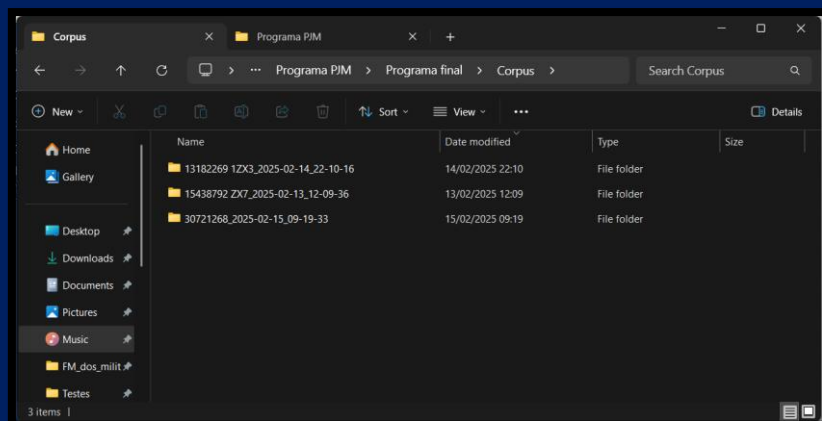 Corpus
Programa PJM
Programa PJM > Programa final > Corpus >
Search Corpus
New
Sort
View
Details
Name Date modified Type Size
Home
Gallery
Desktop
Downloads
Documents
Pictures
Music
FM_dos_milit
Testes
13182269 1ZX3_2025-02-14_22-10-16 14/02/2025 22:10 File folder
15438792 ZX7_2025-02-13_12-09-36 13/02/2025 12:09 File folder
30721268_2025-02-15_09-19-33 15/02/2025 09:19 File folder
3 items